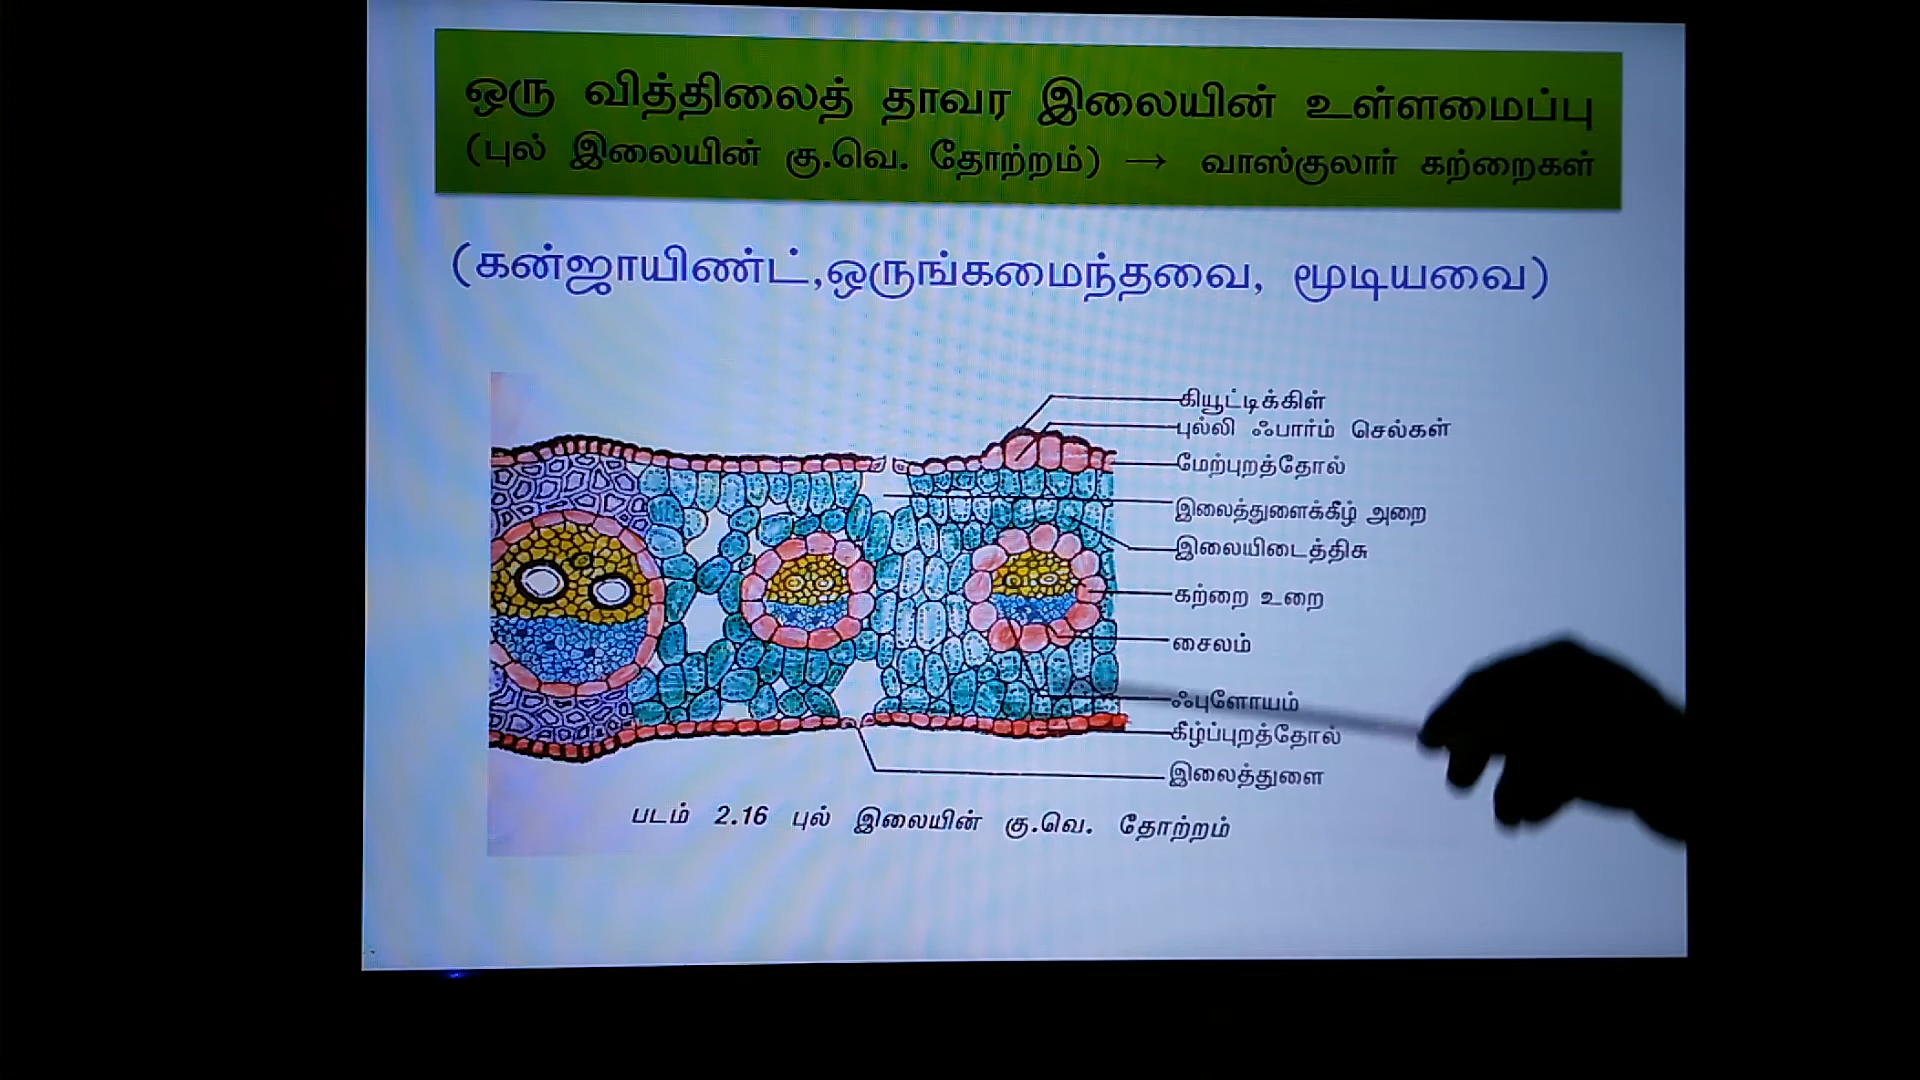 ஒரு வித்திலைத் தாவர இலையின் உள்ளமைப்பு
(புல் இலையின் கு.வெ. தோற்றம்) → வாஸ்குலார் கற்றைகள்
(கன்ஜாயிண்ட்,ஒருங்கமைந்தவை, மூடியவை)
கியூட்டிக்கிள்
புல்லி ஃபார்ம் செல்கள்
மேற்புறத்தோல்
இலைத்துளைக்கீழ் அறை
இலையிடைத்திசு
கற்றை உறை
சைலம்
ஃபுளோயம்
கீழ்ப்புறத்தோல்
இலைத்துளை
படம் 2.16 புல் இலையின் கு.வெ. தோற்றம்